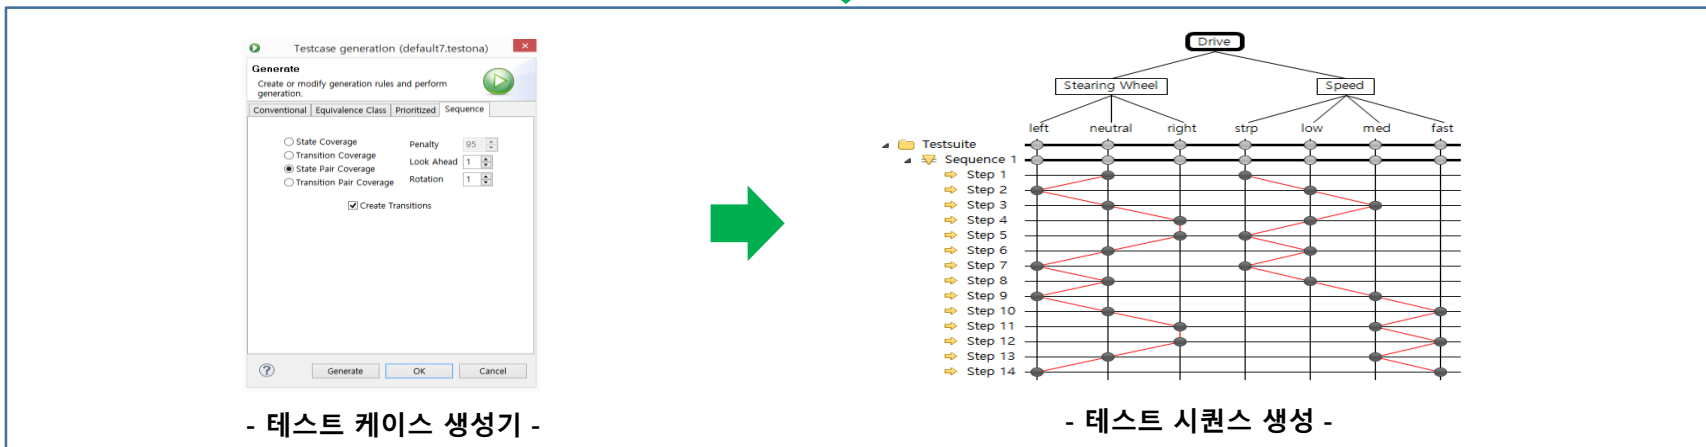 Testcase generation (default7.testona)
Generate
Create or modify generation rules and perform
generation.
Conventional Equivalence Class Prioritized Sequence
State Coverage
Transition Coverage
State Pair Coverage
Transition Pair Coverage
Penalty 95
Look Ahead 1
Rotation 1
Create Transitions
Generate OK Cancel
- 테스트 케이스 생성기 -
Drive
Stearing Wheel Speed
left neutral right strp low med fast
Testsuite
Sequence 1
Step 1
Step 2
Step 3
Step 4
Step 5
Step 6
Step 7
Step 8
Step 9
Step 10
Step 11
Step 12
Step 13
Step 14
- 테스트 시퀀스 생성 -